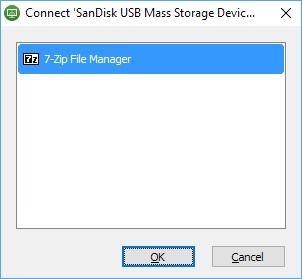 Connect 'SanDisk USB Mass Storage Devic...
7z 7-Zip File Manager
OK
Cancel